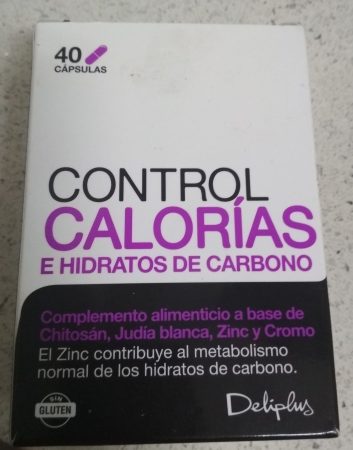 40
CÁPSULAS
CONTROL
CALORÍAS
E HIDRATOS DE CARBONO
Complemento alimenticio a base de
Chitosán, Judía blanca, Zinc y Cromo
El Zinc contribuye al metabolismo
normal de los hidratos de carbono.
SIN
GLUTEN
Deliplus